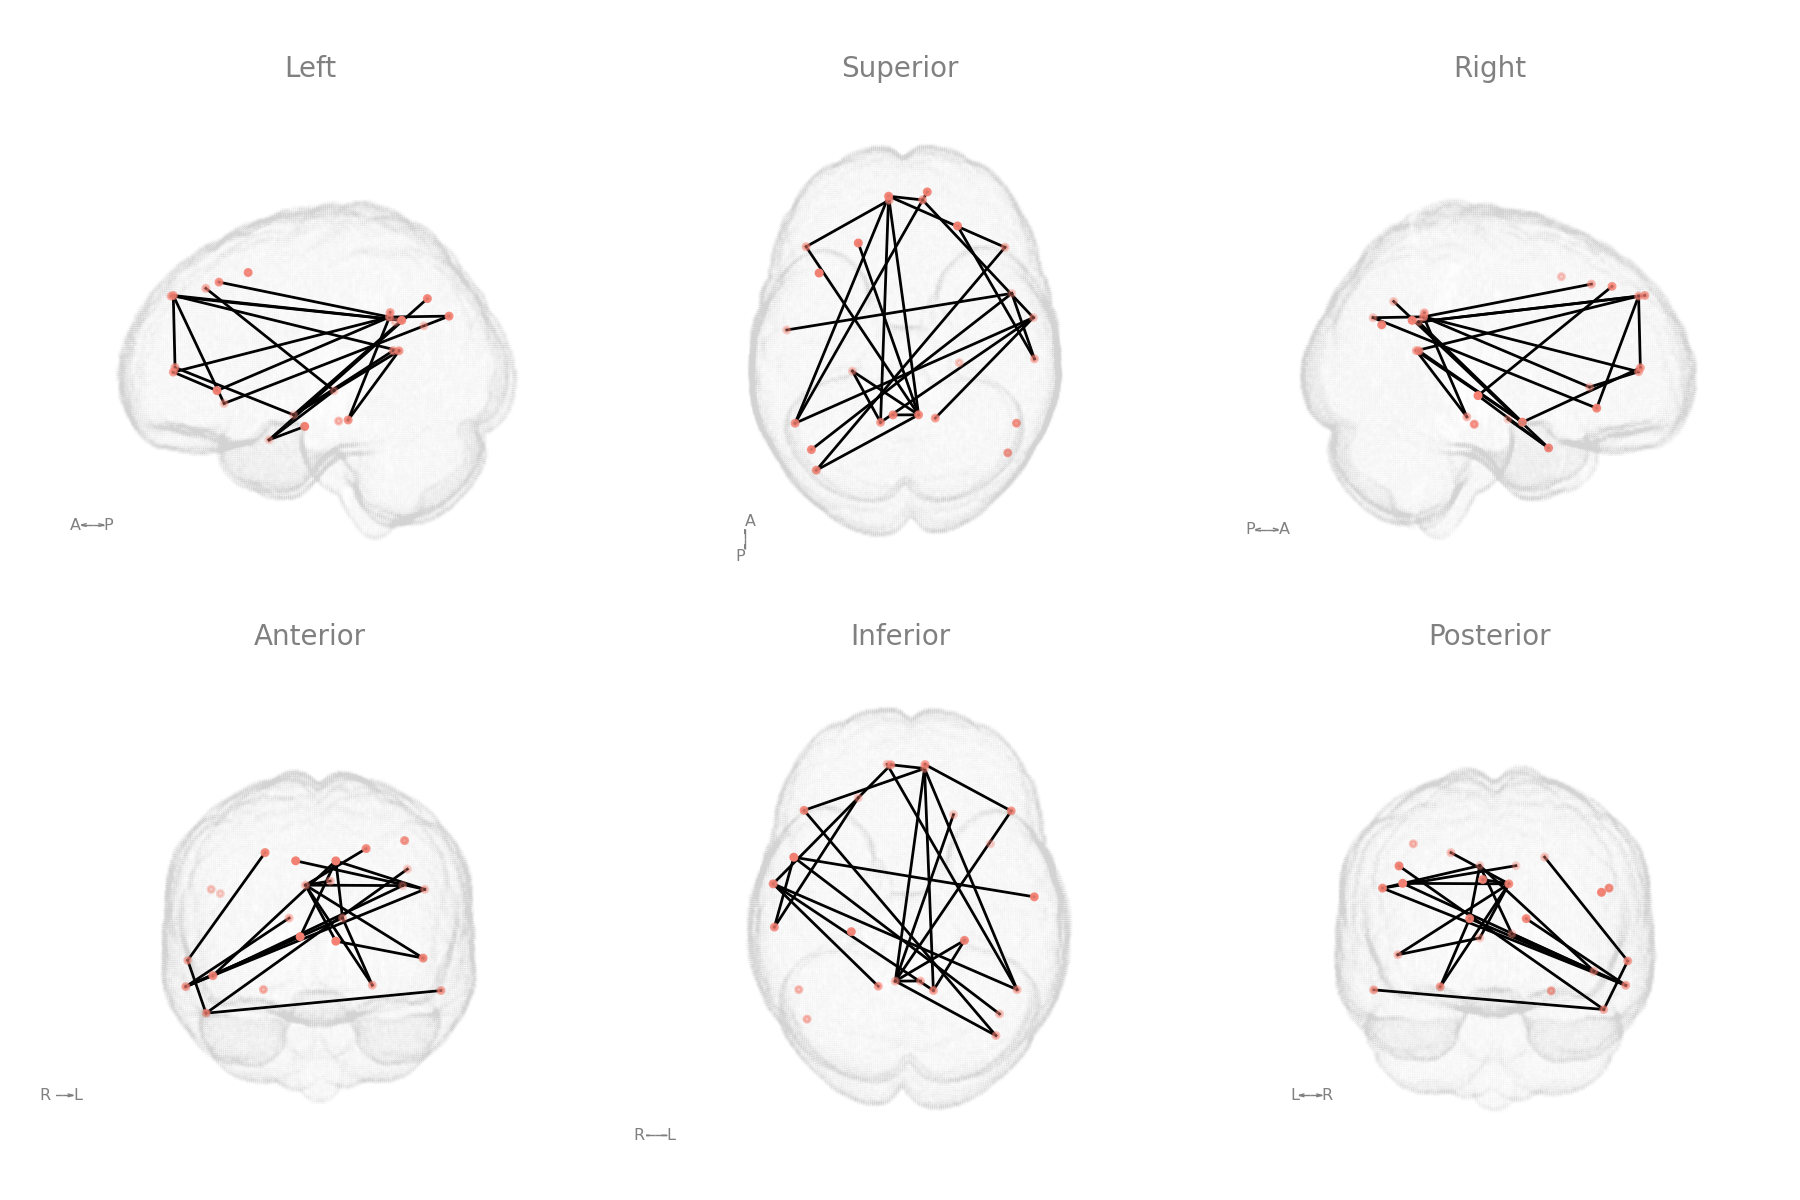 Left
Superior
Right
A P
A
P
P A
Anterior
Inferior
Posterior
R L
R L
L R